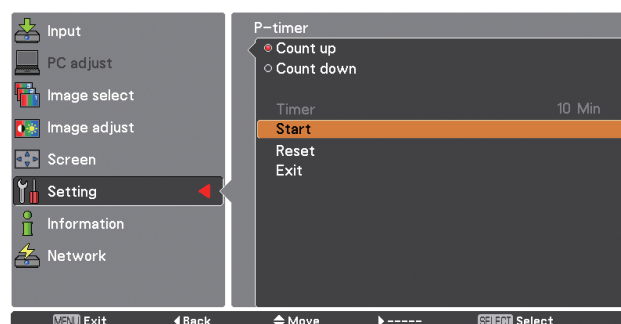 Input
PC adjust
Image select
Image adjust
Screen
Setting
Information
Network
P-timer
Count up
Count down
Timer 10 Min
Start
Reset
Exit
MENU Exit Back Move ----- SELECT Select